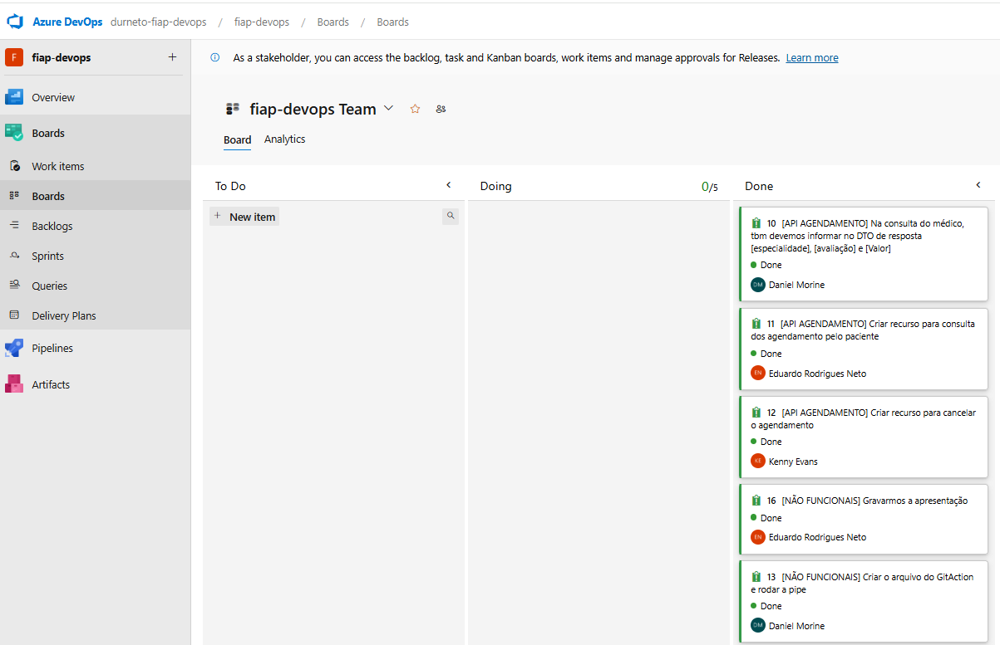 Azure DevOps durneto-fiap-devops / fiap-devops / Boards / Boards
F fiap-devops +
Overview
Boards
Work items
Boards
Backlogs
Sprints
Queries
Delivery Plans
Pipelines
Artifacts
As a stakeholder, you can access the backlog, task and Kanban boards, work items and manage approvals for Releases. Learn more
fiap-devops Team
Board Analytics
To Do
+ New item
Doing 0/5
Done
10 [API AGENDAMENTO] Na consulta do médico,
tbm devemos informar no DTO de resposta
[especialidade], [avaliação] e [Valor]
Done
DM Daniel Morine
11 [API AGENDAMENTO] Criar recurso para consulta
dos agendamento pelo paciente
Done
EN Eduardo Rodrigues Neto
12 [API AGENDAMENTO] Criar recurso para cancelar
o agendamento
Done
KE Kenny Evans
16 [NÃO FUNCIONAIS] Gravarmos a apresentação
Done
EN Eduardo Rodrigues Neto
13 [NÃO FUNCIONAIS] Criar o arquivo do GitAction
e rodar a pipe
Done
DM Daniel Morine